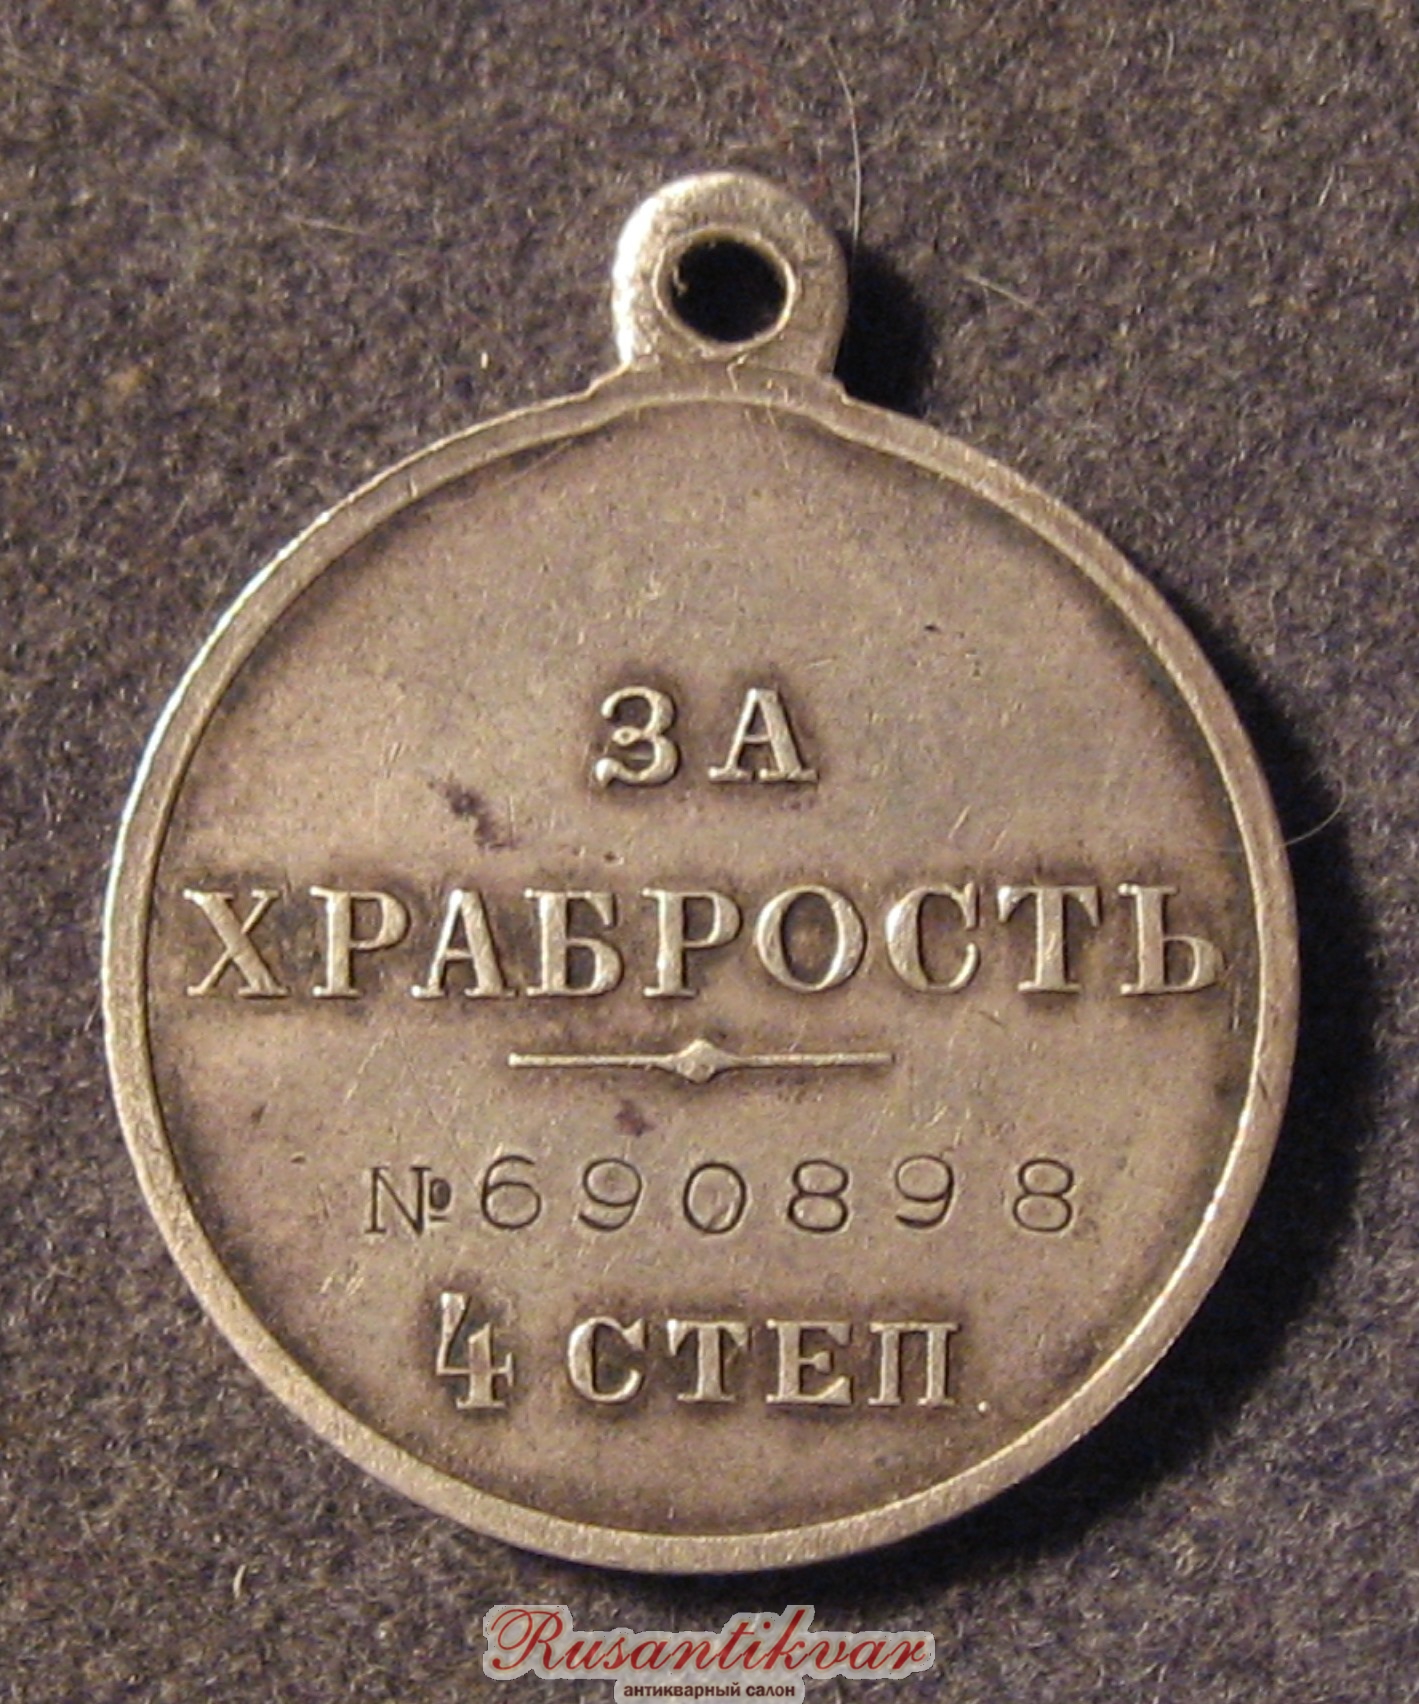 ЗА
ХРАБРОСТЬ
№690898
4 СТЕП.
Rusantikvar
антикварный салон